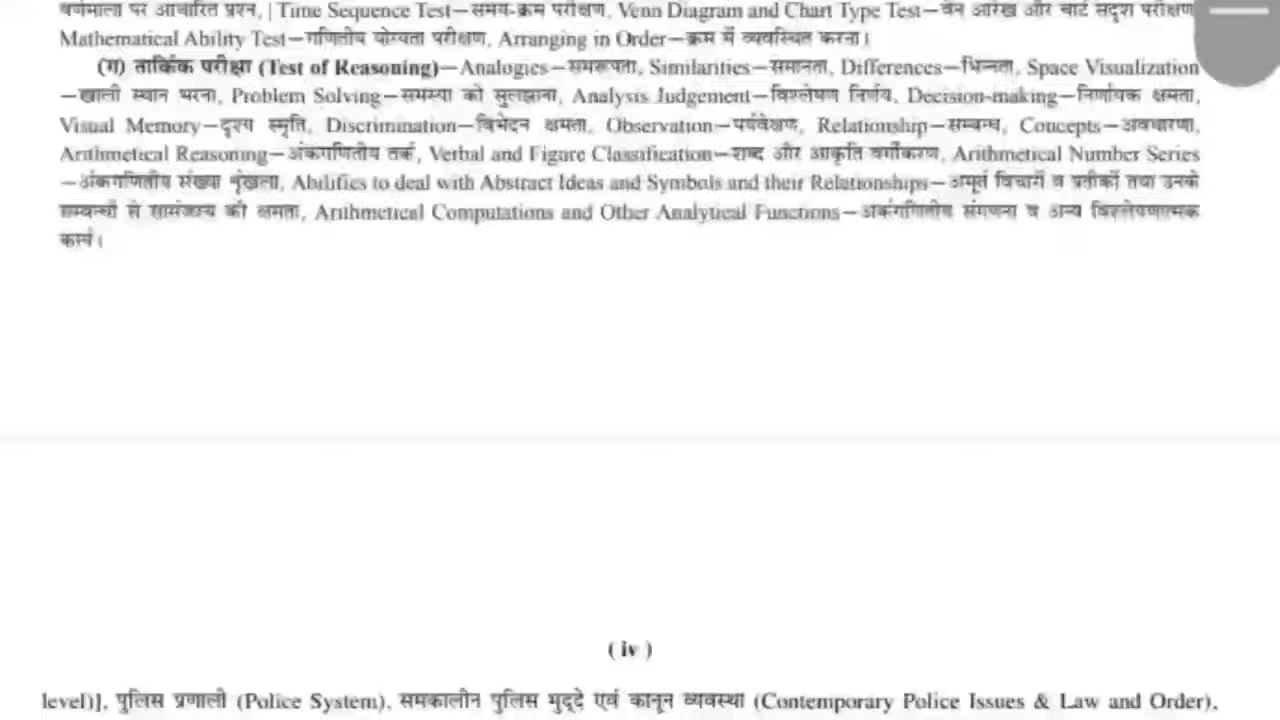 वर्णमाला पर आधारित प्रश्न, | Time Sequence Test—समय-क्रम परीक्षण, Venn Diagram and Chart Type Test—वेन आरेख और चार्ट सदृश परीक्षण
Mathematical Ability Test—गणितीय योग्यता परीक्षण, Arranging in Order—क्रम में व्यवस्थित करना।
(ग) तार्किक परीक्षा (Test of Reasoning)—Analogies—समरूपता, Similarities—समानता, Differences—भिन्नता, Space Visualization
—खाली स्थान भरना, Problem Solving—समस्या को सुलझाना, Analysis Judgement—विश्लेषण निर्णय, Decision-making—निर्णायक क्षमता,
Visual Memory—दृश्य स्मृति, Discrimination—विभेदन क्षमता, Observation—पर्यवेक्षण, Relationship—सम्बन्ध, Concepts—अवधारणा,
Arithmetical Reasoning—अंकगणितीय तर्क, Verbal and Figure Classification—शब्द और आकृति वर्गीकरण, Arithmetical Number Series
—अंकगणितीय संख्या शृंखला, Abilities to deal with Abstract Ideas and Symbols and their Relationships—अमूर्त विचारों व प्रतीकों तथा उनके
सम्बन्धों से सामंजस्य की क्षमता, Arithmetical Computations and Other Analytical Functions—अंकगणितीय संगणना व अन्य विश्लेषणात्मक
कार्य।
( iv )
level)], पुलिस प्रणाली (Police System), समकालीन पुलिस मुद्दे एवं कानून व्यवस्था (Contemporary Police Issues & Law and Order),